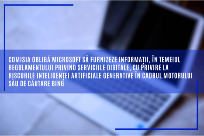 COMISIA OBLIGĂ MICROSOFT SĂ FURNIZEZE INFORMAȚII, ÎN TEMEIUL
REGULAMENTULUI PRIVIND SERVICIILE DIGITALE, CU PRIVIRE LA
RISCURILE INTELIGENȚEI ARTIFICIALE GENERATIVE ÎN CADRUL MOTORULUI
SĂU DE CĂUTARE BING